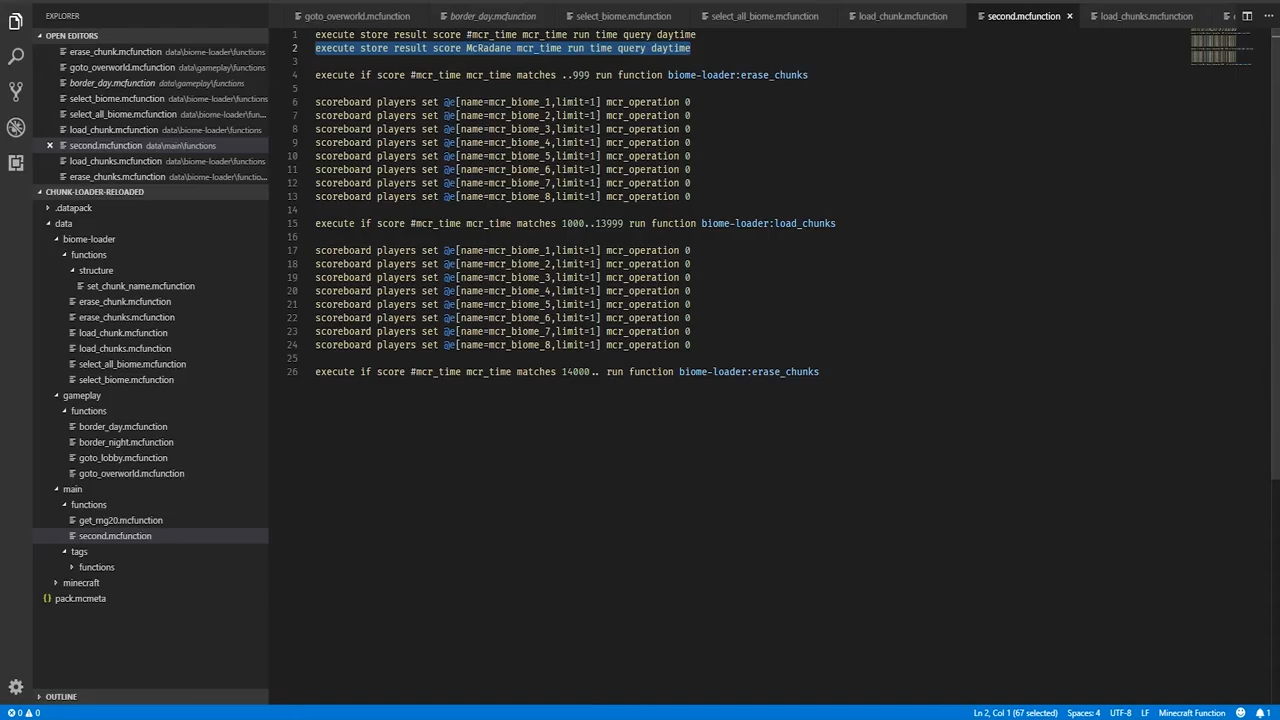 EXPLORER
OPEN EDITORS
erase_chunk.mcfunction data\biome-loader\functions
goto_overworld.mcfunction data\gameplay\functions
border_day.mcfunction data\gameplay\functions
select_biome.mcfunction data\biome-loader\functions
select_all_biome.mcfunction data\biome-loader\fun...
load_chunk.mcfunction data\biome-loader\functions
× second.mcfunction data\main\functions
load_chunks.mcfunction data\biome-loader\functions
erase_chunks.mcfunction data\biome-loader\functio...
CHUNK-LOADER-RELOADED
.datapack
data
biome-loader
functions
structure
set_chunk_name.mcfunction
erase_chunk.mcfunction
erase_chunks.mcfunction
load_chunk.mcfunction
load_chunks.mcfunction
select_all_biome.mcfunction
select_biome.mcfunction
gameplay
functions
border_day.mcfunction
border_night.mcfunction
goto_lobby.mcfunction
goto_overworld.mcfunction
main
functions
get_rng20.mcfunction
second.mcfunction
tags
functions
minecraft
{} pack.mcmeta
OUTLINE
goto_overworld.mcfunction border_day.mcfunction select_biome.mcfunction select_all_biome.mcfunction load_chunk.mcfunction second.mcfunction × load_chunks.mcfunction
1 execute store result score #mcr_time mcr_time run time query daytime
2 execute store result score McRadane mcr_time run time query daytime
3
4 execute if score #mcr_time mcr_time matches ..999 run function biome-loader:erase_chunks
5
6 scoreboard players set @e[name=mcr_biome_1,limit=1] mcr_operation 0
7 scoreboard players set @e[name=mcr_biome_2,limit=1] mcr_operation 0
8 scoreboard players set @e[name=mcr_biome_3,limit=1] mcr_operation 0
9 scoreboard players set @e[name=mcr_biome_4,limit=1] mcr_operation 0
10 scoreboard players set @e[name=mcr_biome_5,limit=1] mcr_operation 0
11 scoreboard players set @e[name=mcr_biome_6,limit=1] mcr_operation 0
12 scoreboard players set @e[name=mcr_biome_7,limit=1] mcr_operation 0
13 scoreboard players set @e[name=mcr_biome_8,limit=1] mcr_operation 0
14
15 execute if score #mcr_time mcr_time matches 1000..13999 run function biome-loader:load_chunks
16
17 scoreboard players set @e[name=mcr_biome_1,limit=1] mcr_operation 0
18 scoreboard players set @e[name=mcr_biome_2,limit=1] mcr_operation 0
19 scoreboard players set @e[name=mcr_biome_3,limit=1] mcr_operation 0
20 scoreboard players set @e[name=mcr_biome_4,limit=1] mcr_operation 0
21 scoreboard players set @e[name=mcr_biome_5,limit=1] mcr_operation 0
22 scoreboard players set @e[name=mcr_biome_6,limit=1] mcr_operation 0
23 scoreboard players set @e[name=mcr_biome_7,limit=1] mcr_operation 0
24 scoreboard players set @e[name=mcr_biome_8,limit=1] mcr_operation 0
25
26 execute if score #mcr_time mcr_time matches 14000.. run function biome-loader:erase_chunks
0 0 Ln 2, Col 1 (67 selected) Spaces: 4 UTF-8 LF Minecraft Function 1